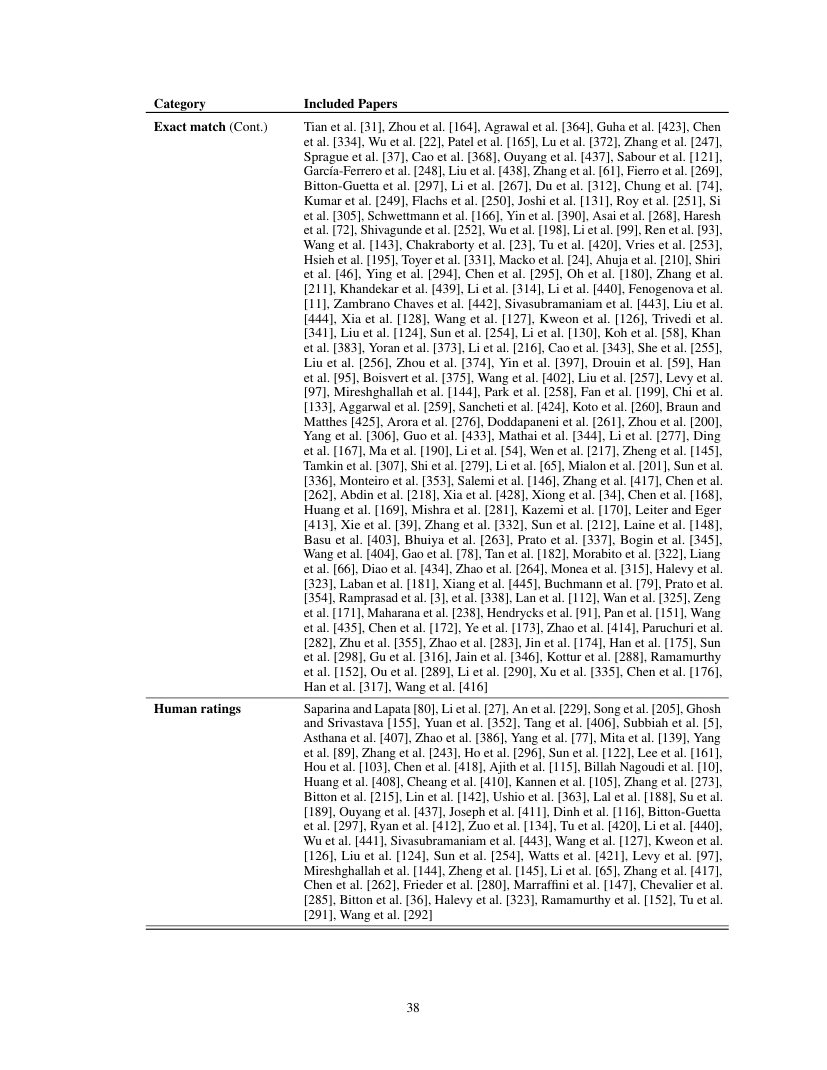 Category Included Papers
Exact match (Cont.) Tian et al. [31], Zhou et al. [164], Agrawal et al. [364], Guha et al. [423], Chen
et al. [334], Wu et al. [22], Patel et al. [165], Lu et al. [372], Zhang et al. [247],
Sprague et al. [37], Cao et al. [368], Ouyang et al. [437], Sabour et al. [121],
García-Ferrero et al. [248], Liu et al. [438], Zhang et al. [61], Fierro et al. [269],
Bitton-Guetta et al. [297], Li et al. [267], Du et al. [312], Chung et al. [74],
Kumar et al. [249], Flachs et al. [250], Joshi et al. [131], Roy et al. [251], Si
et al. [305], Schwettmann et al. [166], Yin et al. [390], Asai et al. [268], Haresh
et al. [72], Shivagunde et al. [252], Wu et al. [198], Li et al. [99], Ren et al. [93],
Wang et al. [143], Chakraborty et al. [23], Tu et al. [420], Vries et al. [253],
Hsieh et al. [195], Toyer et al. [331], Macko et al. [24], Ahuja et al. [210], Shiri
et al. [46], Ying et al. [294], Chen et al. [295], Oh et al. [180], Zhang et al.
[211], Khandekar et al. [439], Li et al. [314], Li et al. [440], Fenogenova et al.
[11], Zambrano Chaves et al. [442], Sivasubramaniam et al. [443], Liu et al.
[444], Xia et al. [128], Wang et al. [127], Kweon et al. [126], Trivedi et al.
[341], Liu et al. [124], Sun et al. [254], Li et al. [130], Koh et al. [58], Khan
et al. [383], Yoran et al. [373], Li et al. [216], Cao et al. [343], She et al. [255],
Liu et al. [256], Zhou et al. [374], Yin et al. [397], Drouin et al. [59], Han
et al. [95], Boisvert et al. [375], Wang et al. [402], Liu et al. [257], Levy et al.
[97], Mireshghallah et al. [144], Park et al. [258], Fan et al. [199], Chi et al.
[133], Aggarwal et al. [259], Sancheti et al. [424], Koto et al. [260], Braun and
Matthes [425], Arora et al. [276], Doddapaneni et al. [261], Zhou et al. [200],
Yang et al. [306], Guo et al. [433], Mathai et al. [344], Li et al. [277], Ding
et al. [167], Ma et al. [190], Li et al. [54], Wen et al. [217], Zheng et al. [145],
Tamkin et al. [307], Shi et al. [279], Li et al. [65], Mialon et al. [201], Sun et al.
[336], Monteiro et al. [353], Salemi et al. [146], Zhang et al. [417], Chen et al.
[262], Abdin et al. [218], Xia et al. [428], Xiong et al. [34], Chen et al. [168],
Huang et al. [169], Mishra et al. [281], Kazemi et al. [170], Leiter and Eger
[413], Xie et al. [39], Zhang et al. [332], Sun et al. [212], Laine et al. [148],
Basu et al. [403], Bhuiya et al. [263], Prato et al. [337], Bogin et al. [345],
Wang et al. [404], Gao et al. [78], Tan et al. [182], Morabito et al. [322], Liang
et al. [66], Diao et al. [434], Zhao et al. [264], Monea et al. [315], Halevy et al.
[323], Laban et al. [181], Xiang et al. [445], Buchmann et al. [79], Prato et al.
[354], Ramprasad et al. [3], et al. [338], Lan et al. [112], Wan et al. [325], Zeng
et al. [171], Maharana et al. [238], Hendrycks et al. [91], Pan et al. [151], Wang
et al. [435], Chen et al. [172], Ye et al. [173], Zhao et al. [414], Paruchuri et al.
[282], Zhu et al. [355], Zhao et al. [283], Jin et al. [174], Han et al. [175], Sun
et al. [298], Gu et al. [316], Jain et al. [346], Kottur et al. [288], Ramamurthy
et al. [152], Ou et al. [289], Li et al. [290], Xu et al. [335], Chen et al. [176],
Han et al. [317], Wang et al. [416]
Human ratings Saparina and Lapata [80], Li et al. [27], An et al. [229], Song et al. [205], Ghosh
and Srivastava [155], Yuan et al. [352], Tang et al. [406], Subbiah et al. [5],
Asthana et al. [407], Zhao et al. [386], Yang et al. [77], Mita et al. [139], Yang
et al. [89], Zhang et al. [243], Ho et al. [296], Sun et al. [122], Lee et al. [161],
Hou et al. [103], Chen et al. [418], Ajith et al. [115], Billah Nagoudi et al. [10],
Huang et al. [408], Cheang et al. [410], Kannen et al. [105], Zhang et al. [273],
Bitton et al. [215], Lin et al. [142], Ushio et al. [363], Lal et al. [188], Su et al.
[189], Ouyang et al. [437], Joseph et al. [411], Dinh et al. [116], Bitton-Guetta
et al. [297], Ryan et al. [412], Zuo et al. [134], Tu et al. [420], Li et al. [440],
Wu et al. [441], Sivasubramaniam et al. [443], Wang et al. [127], Kweon et al.
[126], Liu et al. [124], Sun et al. [254], Watts et al. [421], Levy et al. [97],
Mireshghallah et al. [144], Zheng et al. [145], Li et al. [65], Zhang et al. [417],
Chen et al. [262], Frieder et al. [280], Marraffini et al. [147], Chevalier et al.
[285], Bitton et al. [36], Halevy et al. [323], Ramamurthy et al. [152], Tu et al.
[291], Wang et al. [292]
38